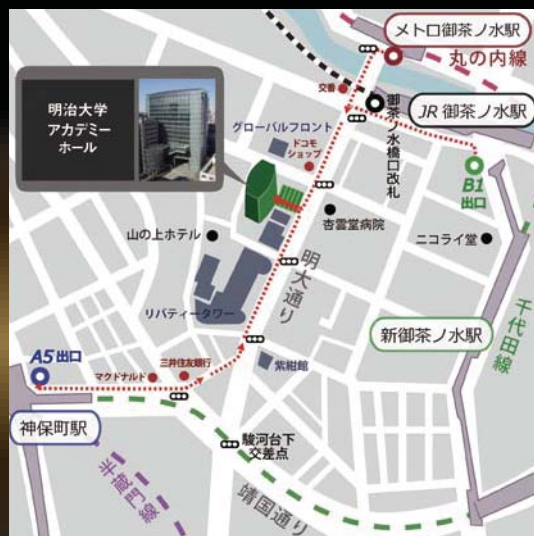 メトロ御茶ノ水駅
丸の内線
交番
JR 御茶ノ水駅
御茶ノ水橋口改札
明治大学
アカデミー
ホール
グローバルフロント
ドコモ
ショップ
B1
出口
杏雲堂病院
山の上ホテル
ニコライ堂
明大通り
リバティータワー
千代田線
新御茶ノ水駅
A5 出口
マクドナルド
三井住友銀行
紫紺館
神保町駅
駿河台下
交差点
半蔵門線
靖国通り